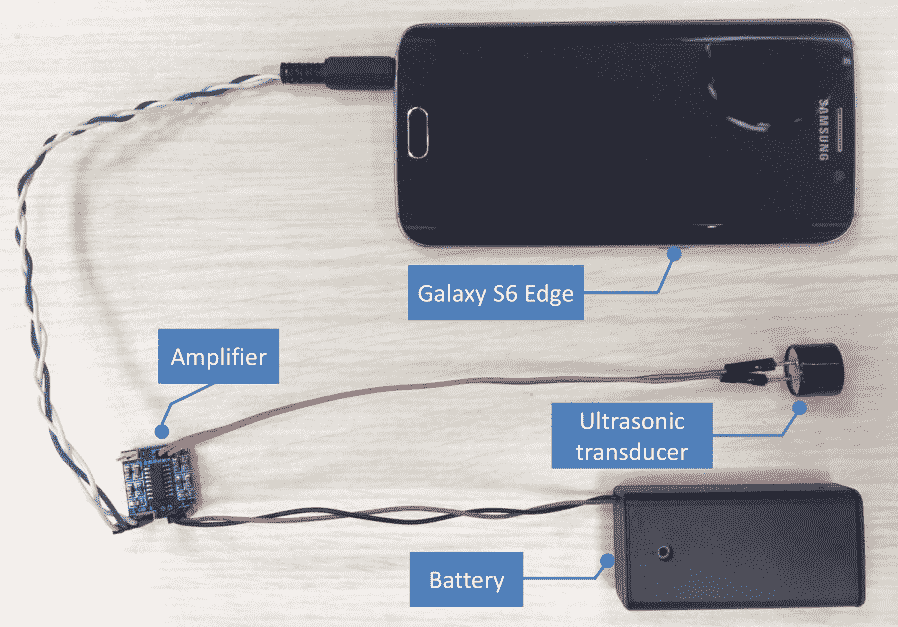 SAMSUNG
Galaxy S6 Edge
Amplifier
Ultrasonic
transducer
Battery